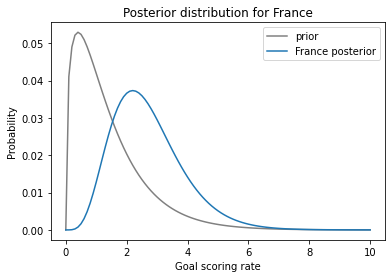 Posterior distribution for France
prior
France posterior
Probability
0.05
0.04
0.03
0.02
0.01
0.00
0 2 4 6 8 10
Goal scoring rate